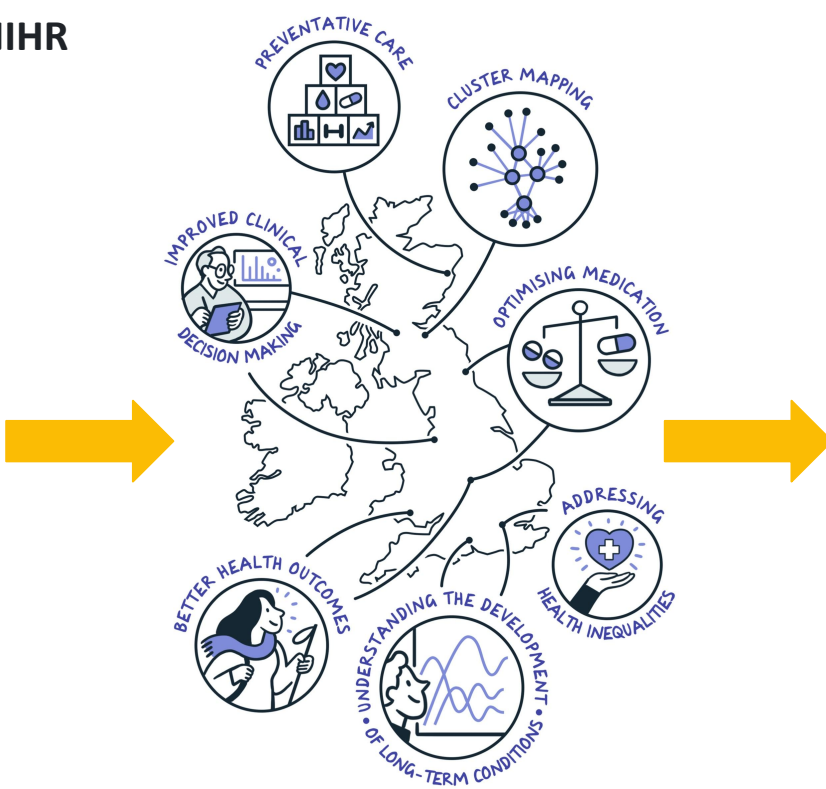 PREVENTATIVE CARE
CLUSTER MAPPING
IMPROVED CLINICAL
DECISION MAKING
OPTIMISING MEDICATION
ADDRESSING
HEALTH INEQUALITIES
BETTER HEALTH OUTCOMES
UNDERSTANDING THE DEVELOPMENT
• OF LONG-TERM CONDITIONS •